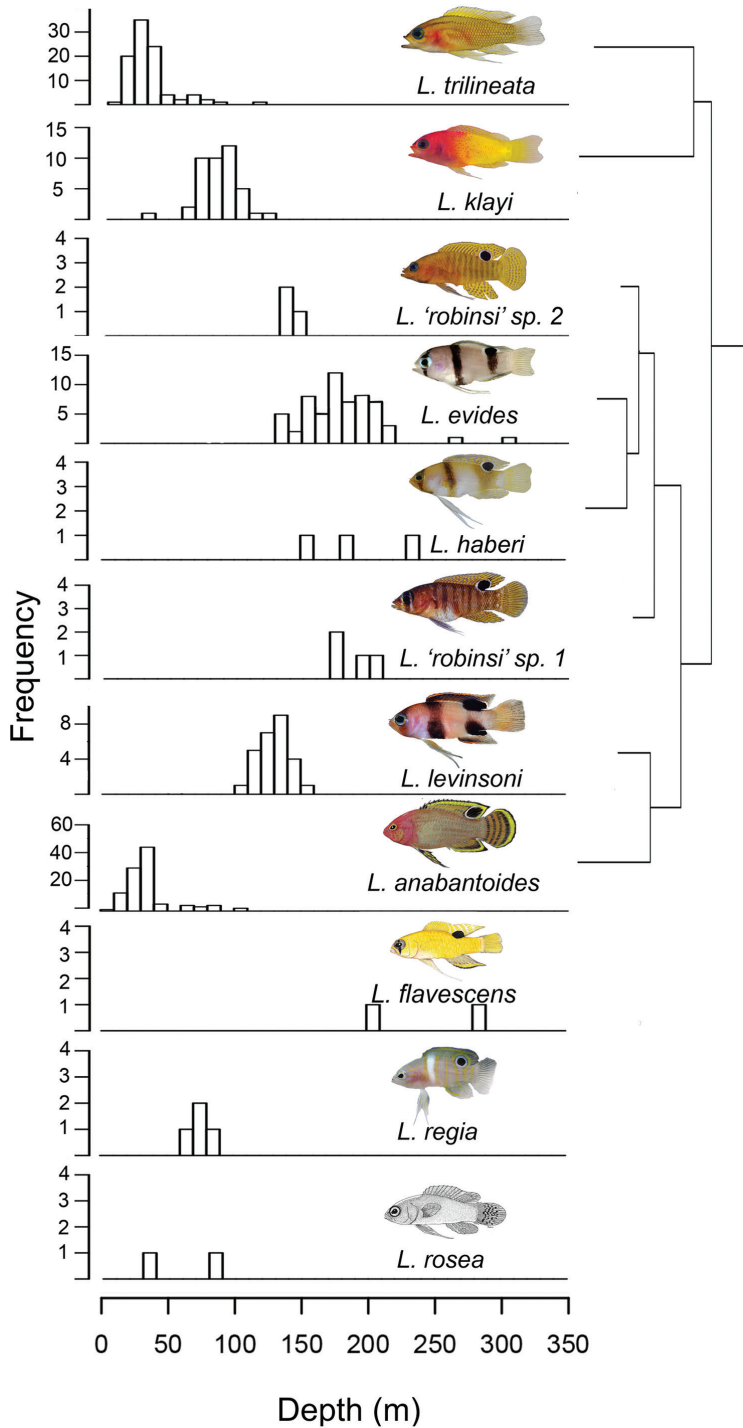 30
20
10
L. trilineata
15
10
5
L. klayi
4
3
2
1
L. ‘robinsi’ sp. 2
15
10
5
L. evides
4
3
2
1
L. haberi
4
3
2
1
L. ‘robinsi’ sp. 1
8
4
L. levinsoni
60
40
20
L. anabantoides
4
3
2
1
L. flavescens
4
3
2
1
L. regia
4
3
2
1
L. rosea
Frequency
0 50 100 150 200 250 300 350
Depth (m)